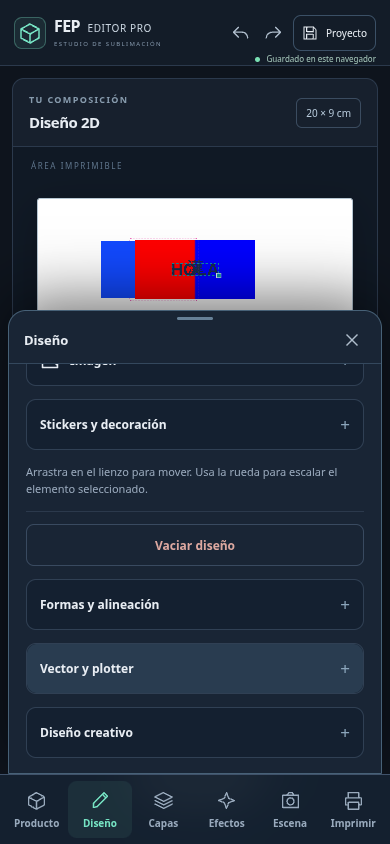 FEP EDITOR PRO
ESTUDIO DE SUBLIMACIÓN
Proyecto
Guardado en este navegador
TU COMPOSICIÓN
Diseño 2D
20 × 9 cm
ÁREA IMPRIMIBLE
Diseño
Stickers y decoración
+
Arrastra en el lienzo para mover. Usa la rueda para escalar el
elemento seleccionado.
Vaciar diseño
Formas y alineación
+
Vector y plotter
+
Diseño creativo
+
Producto
Diseño
Capas
Efectos
Escena
Imprimir